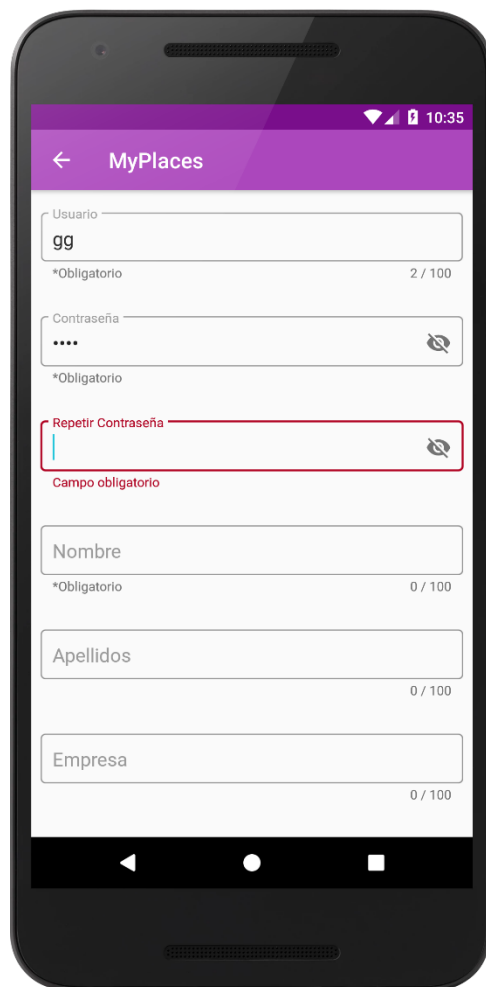 10:35
MyPlaces
Usuario
gg
*Obligatorio 2 / 100
Contraseña
••••
*Obligatorio
Repetir Contraseña
Campo obligatorio
Nombre
*Obligatorio 0 / 100
Apellidos
0 / 100
Empresa
0 / 100